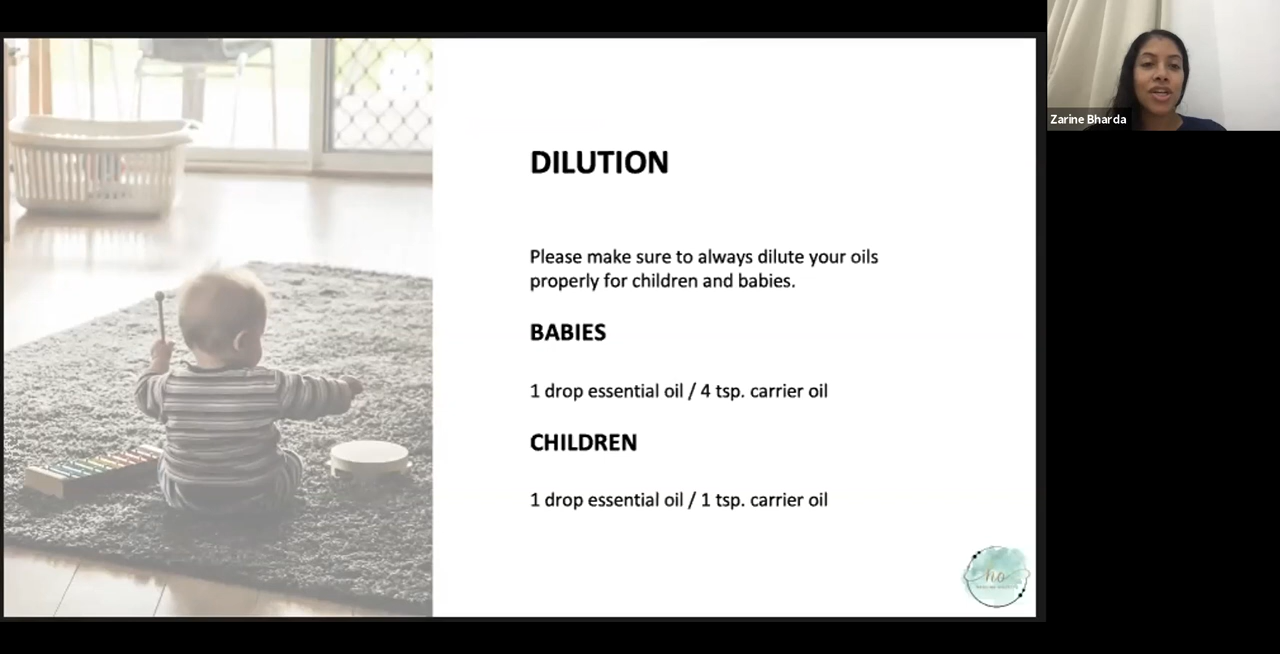 DILUTION
Please make sure to always dilute your oils
properly for children and babies.
BABIES
1 drop essential oil / 4 tsp. carrier oil
CHILDREN
1 drop essential oil / 1 tsp. carrier oil
ho
Zarine Bharda